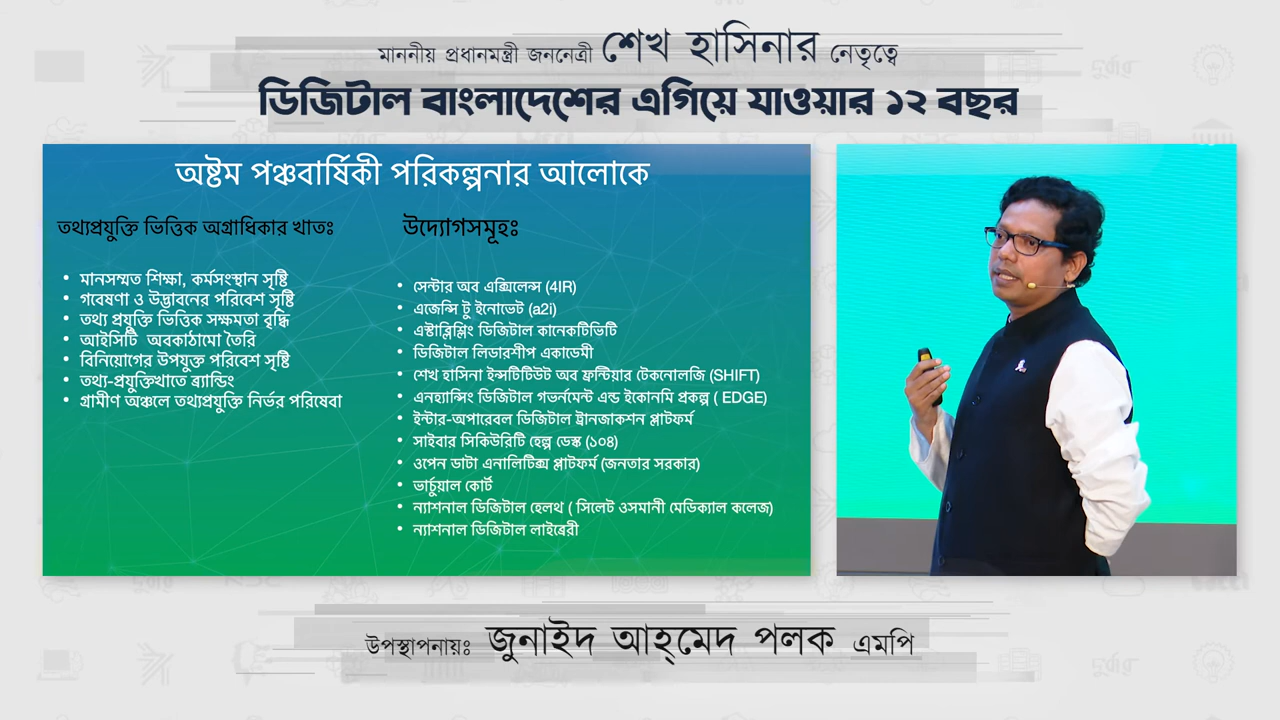 মাননীয় প্রধানমন্ত্রী জননেত্রী শেখ হাসিনার নেতৃত্বে
ডিজিটাল বাংলাদেশের এগিয়ে যাওয়ার ১২ বছর
অষ্টম পঞ্চবার্ষিকী পরিকল্পনার আলোকে
তথ্যপ্রযুক্তি ভিত্তিক অগ্রাধিকার খাতঃ
• মানসম্মত শিক্ষা, কর্মসংস্থান সৃষ্টি
• গবেষণা ও উদ্ভাবনের পরিবেশ সৃষ্টি
• তথ্য প্রযুক্তি ভিত্তিক সক্ষমতা বৃদ্ধি
• আইসিটি অবকাঠামো তৈরি
• বিনিয়োগের উপযুক্ত পরিবেশ সৃষ্টি
• তথ্য-প্রযুক্তিখাতে ব্র্যান্ডিং
• গ্রামীণ অঞ্চলে তথ্যপ্রযুক্তি নির্ভর পরিষেবা
উদ্যোগসমূহঃ
• সেন্টার অব এক্সিলেন্স (4IR)
• এজেন্সি টু ইনোভেট (a2i)
• এস্টাব্লিশিং ডিজিটাল কানেকটিভিটি
• ডিজিটাল লিডারশীপ একাডেমী
• শেখ হাসিনা ইন্সটিটিউট অব ফ্রন্টিয়ার টেকনোলজি (SHIFT)
• এনহ্যান্সিং ডিজিটাল গভর্নমেন্ট এন্ড ইকোনমি প্রকল্প ( EDGE)
• ইন্টার-অপারেবল ডিজিটাল ট্রানজাকশন প্লাটফর্ম
• সাইবার সিকিউরিটি হেল্প ডেস্ক (১০৪)
• ওপেন ডাটা এনালিটিক্স প্লাটফর্ম (জনতার সরকার)
• ভার্চুয়াল কোর্ট
• ন্যাশনাল ডিজিটাল হেলথ ( সিলেট ওসমানী মেডিক্যাল কলেজ)
• ন্যাশনাল ডিজিটাল লাইব্রেরী
উপস্থাপনায়ঃ জুনাইদ আহ্‌মেদ পলক এমপি